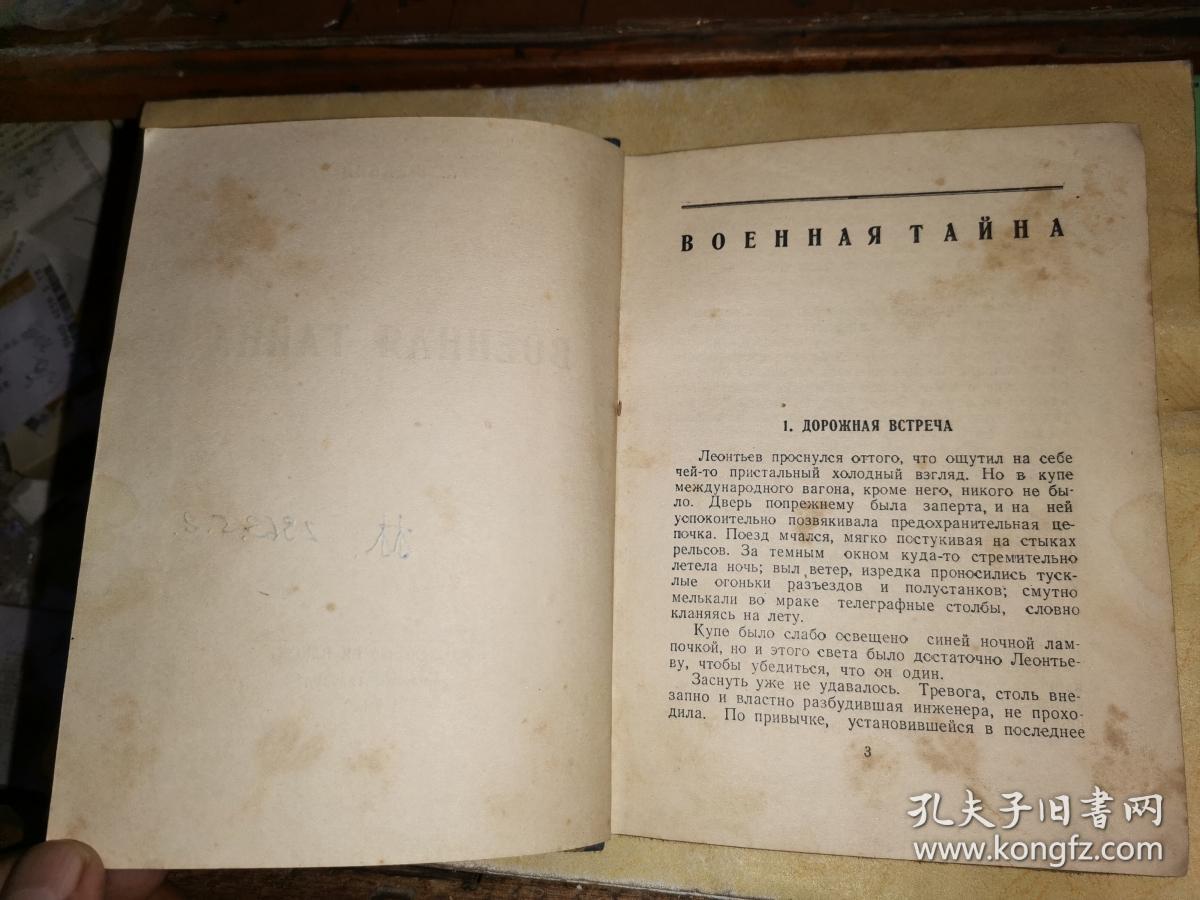 ВОЕННАЯ ТАЙНА
ВОЕННАЯ ТАЙНА
1. ДОРОЖНАЯ ВСТРЕЧА
Леонтьев проснулся оттого, что ощутил на себе
чей-то пристальный холодный взгляд. Но в купе
международного вагона, кроме него, никого не бы-
ло. Дверь попрежнему была заперта, и на ней
успокоительно позвякивала предохранительная це-
почка. Поезд мчался, мягко постукивая на стыках
рельсов. За темным окном куда-то стремительно
летела ночь; выл ветер, изредка проносились туск-
лые огоньки разъездов и полустанков; смутно
мелькали во мраке телеграфные столбы, словно
кланяясь на лету.
Купе было слабо освещено синей ночной лам-
почкой, но и этого света было достаточно Леонтье-
ву, чтобы убедиться, что он один.
Заснуть уже не удавалось. Тревога, столь вне-
запно и властно разбудившая инженера, не прохо-
дила. По привычке, установившейся в последнее
3
孔夫子旧书网
www.kongfz.com